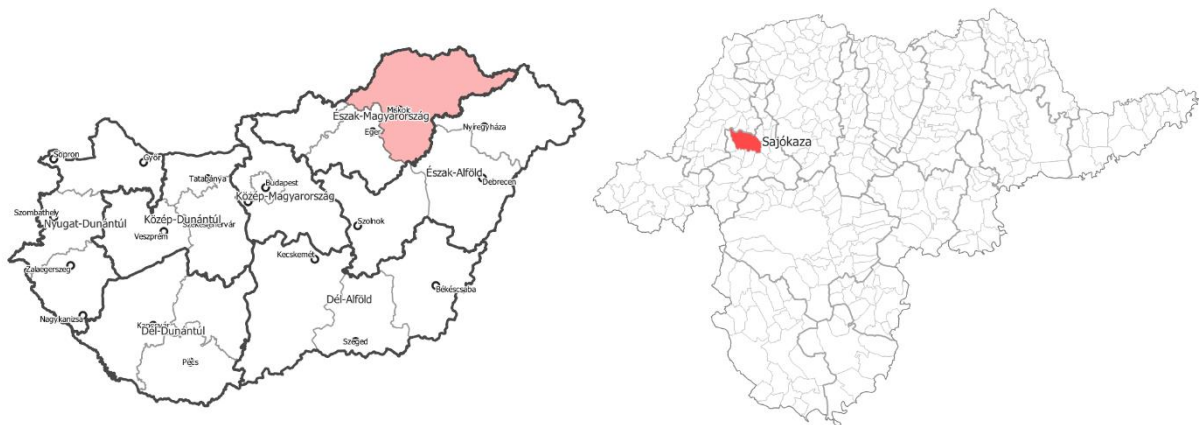 Miskolc
Észak-Magyarország
Eger
Nyíregyháza
Sopron
Győr
Tatabánya
Budapest
Észak-Alföld
Debrecen
Közép-Magyarország
Szombathely
Nyugat-Dunántúl
Közép-Dunántúl
Székesfehérvár
Veszprém
Szolnok
Zalaegerszeg
Kecskemét
Békéscsaba
Dél-Alföld
Nagykanizsa
Kaposvár
Dél-Dunántúl
Szeged
Pécs
Sajókaza